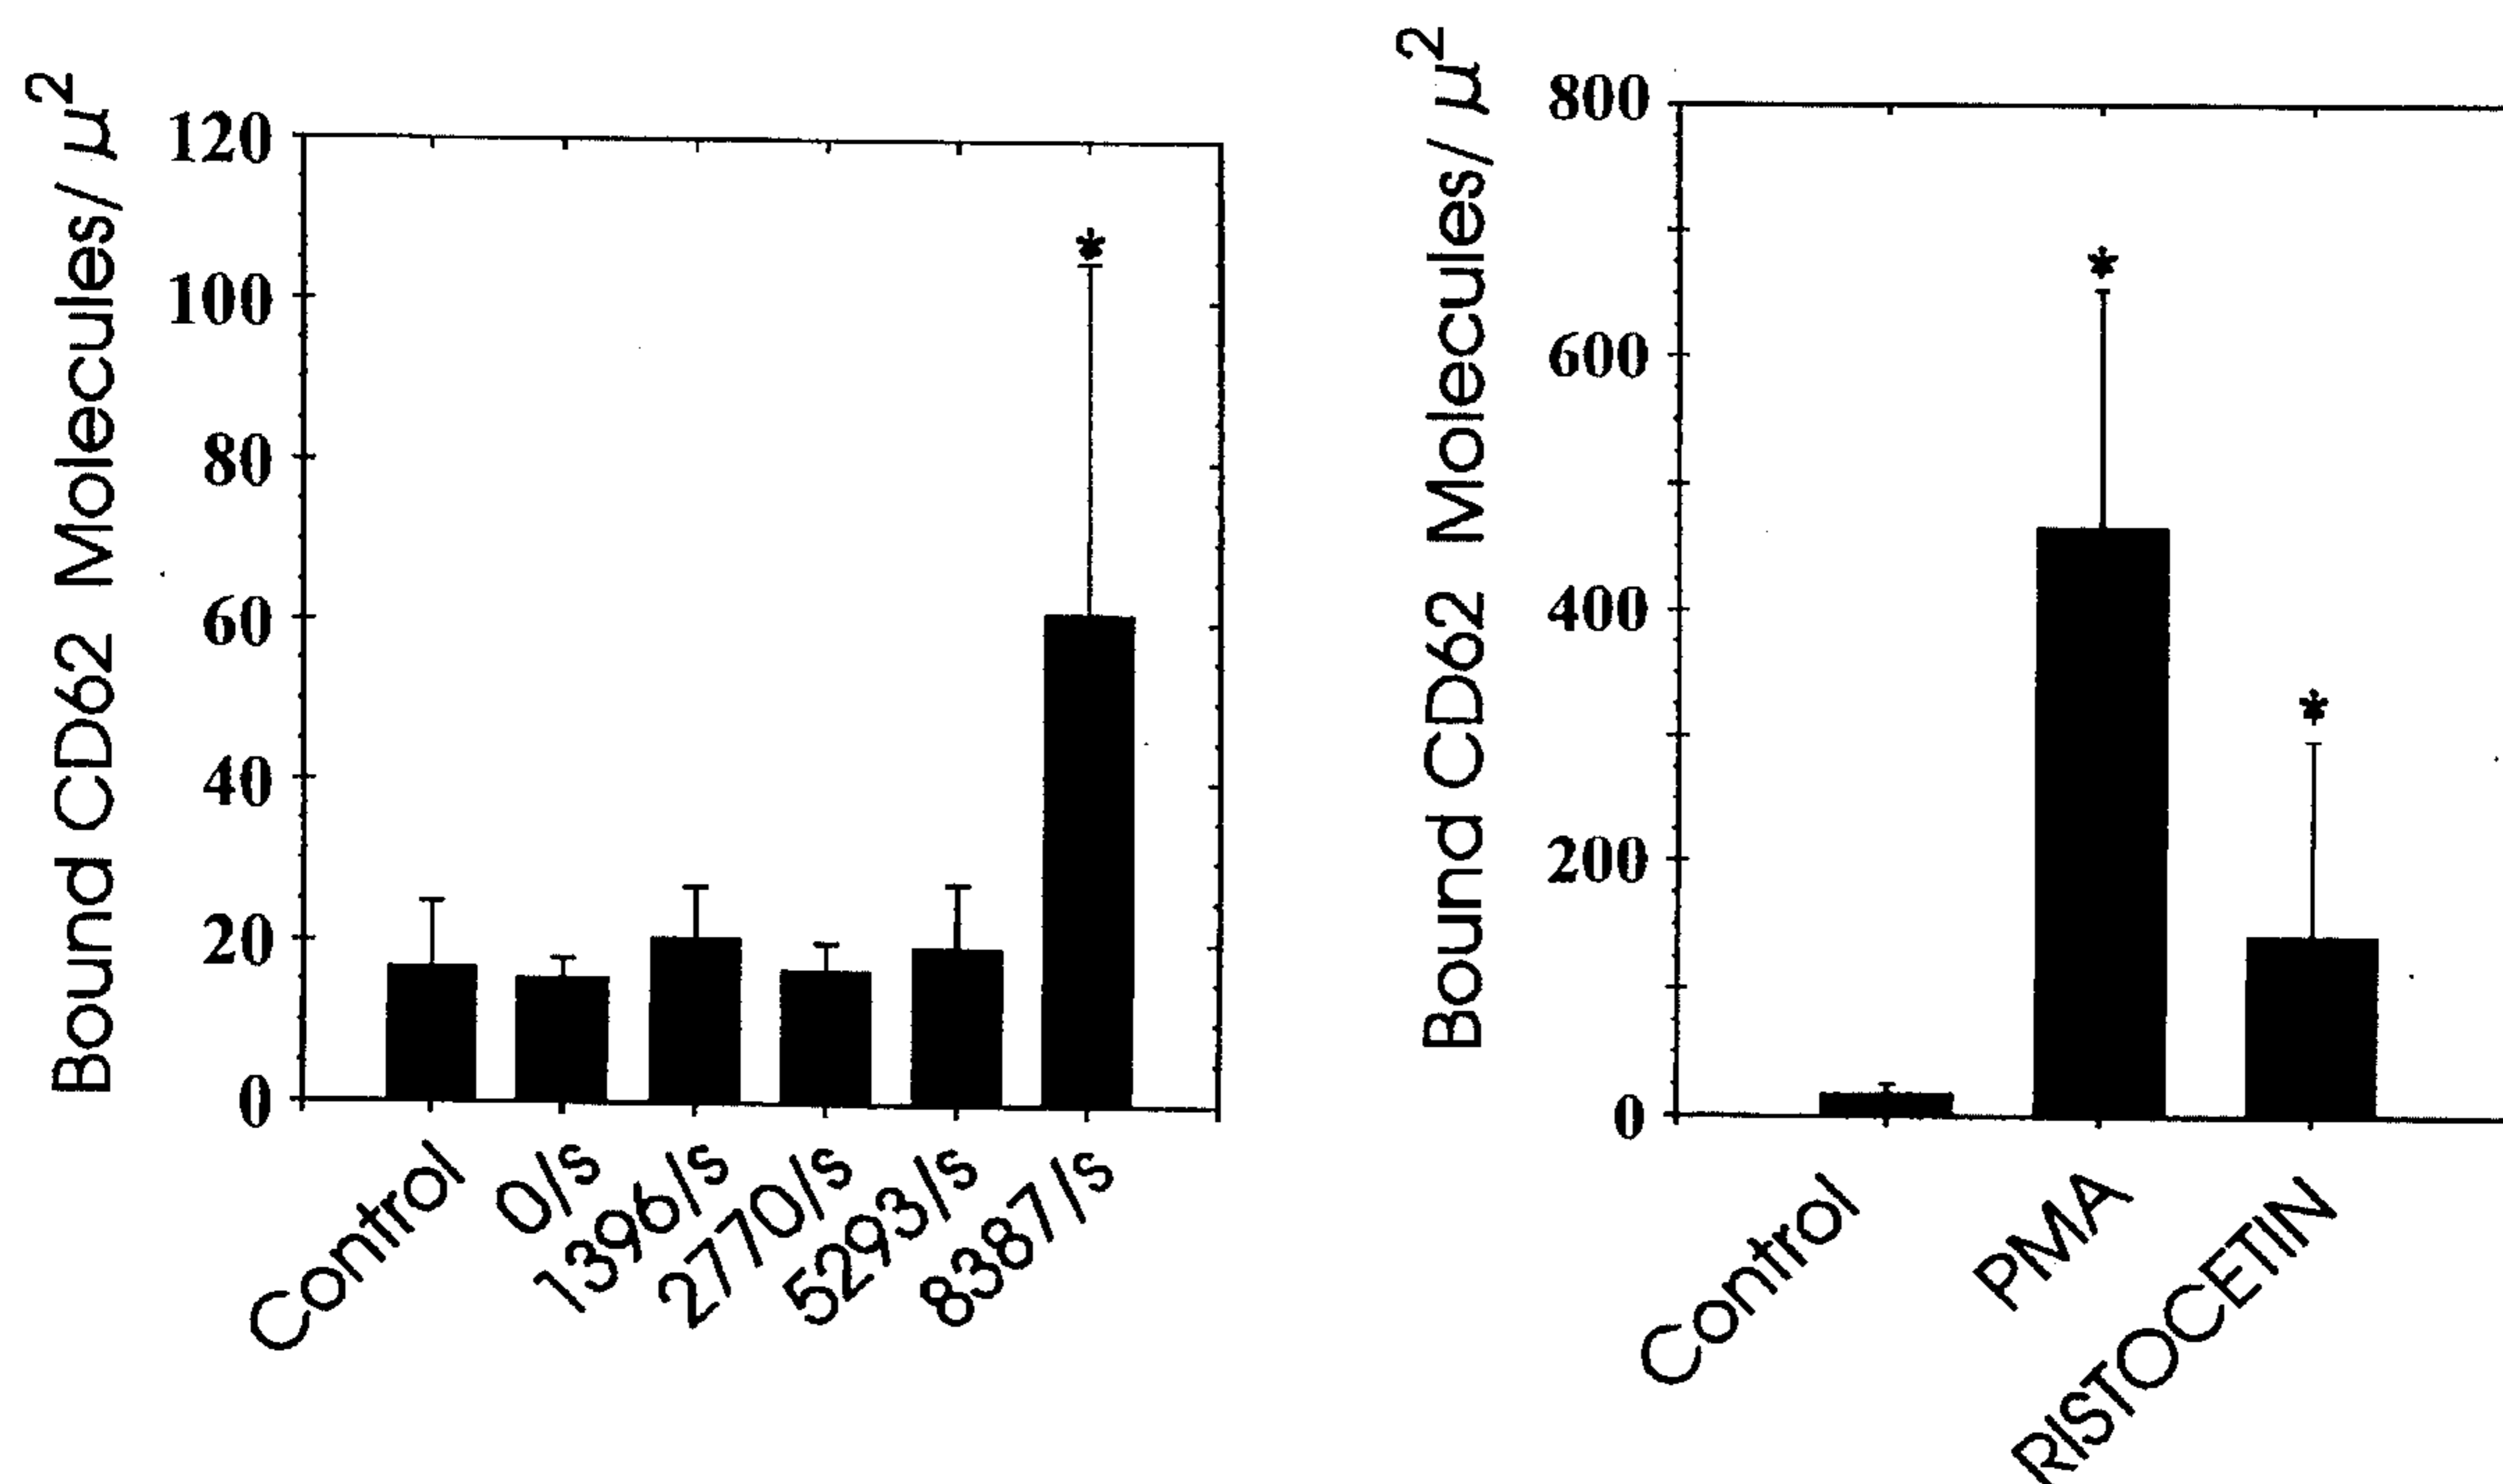 Bound CD62 Molecules/ μ²
120
100
80
60
40
20
0
*
Control
0/s
1396/s
2770/s
5293/s
8387/s
Bound CD62 Molecules/ μ²
800
600
400
200
0
*
*
Control
PMA
RISTOCETIN